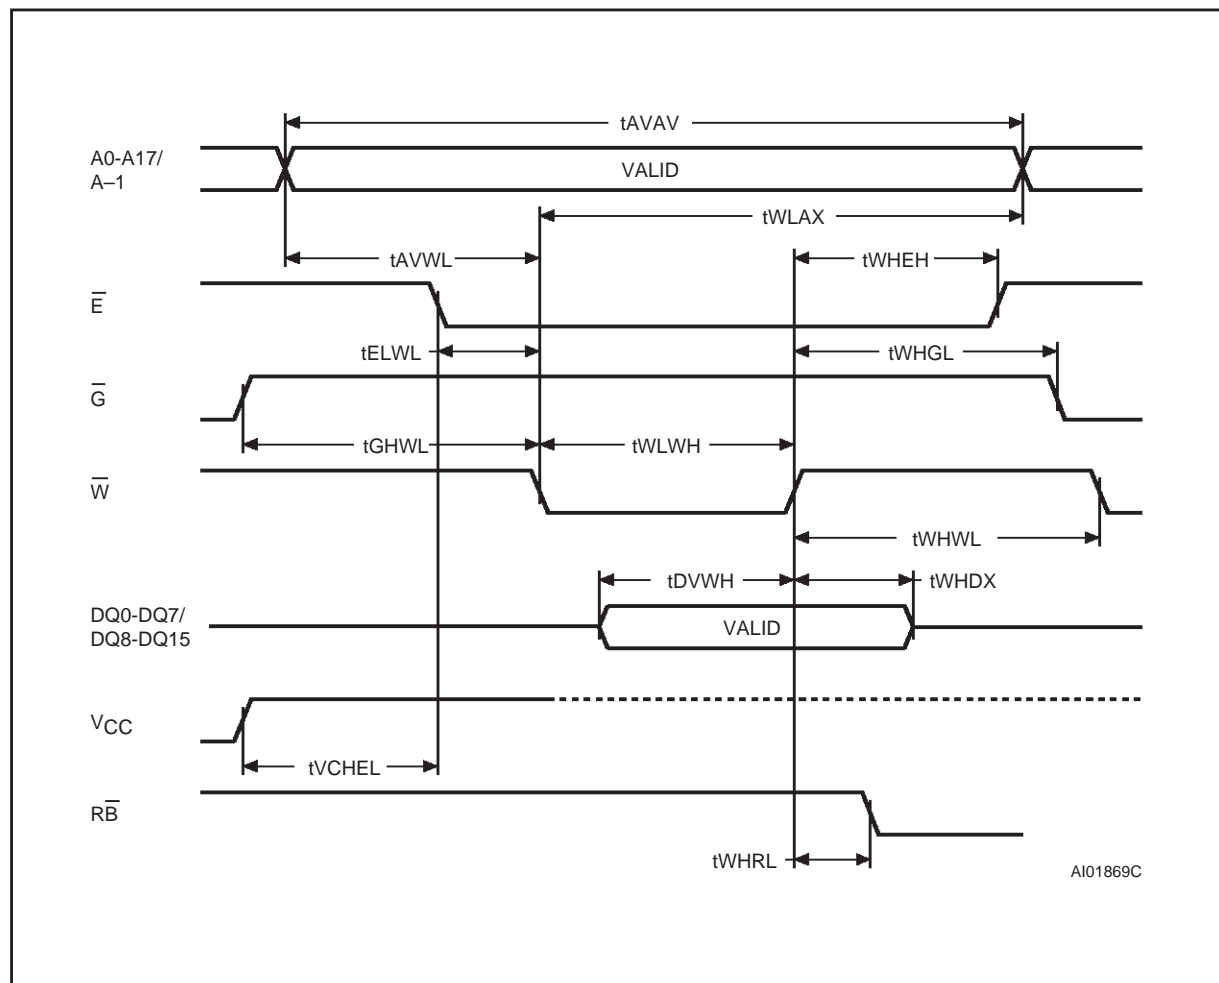 tAVAV
A0-A17/
A–1
VALID
tWLAX
tAVWL
tWHEH
E̅
tELWL
tWHGL
G̅
tGHWL
tWLWH
W̅
tWHWL
tDVWH
tWHDX
DQ0-DQ7/
DQ8-DQ15
VALID
VCC
tVCHEL
RB̅
tWHRL
AI01869C